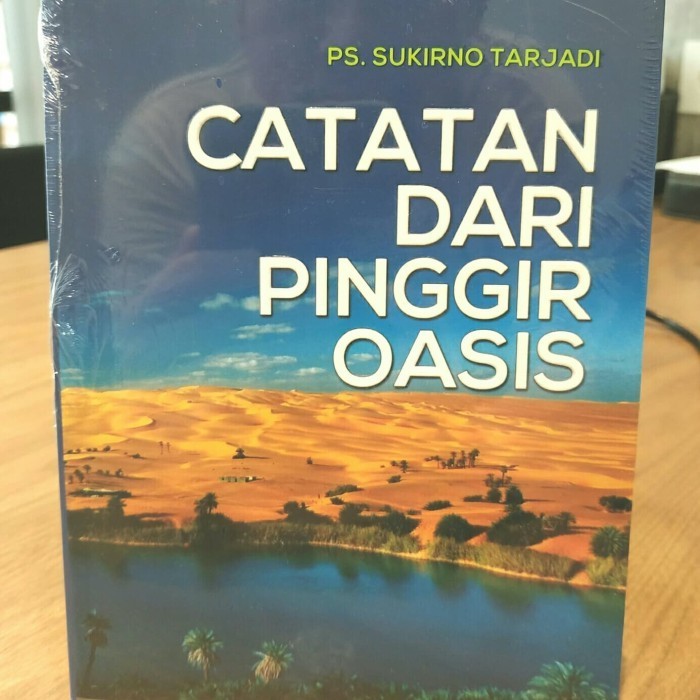 PS. SUKIRNO TARJADI
CATATAN
DARI
PINGGIR
OASIS